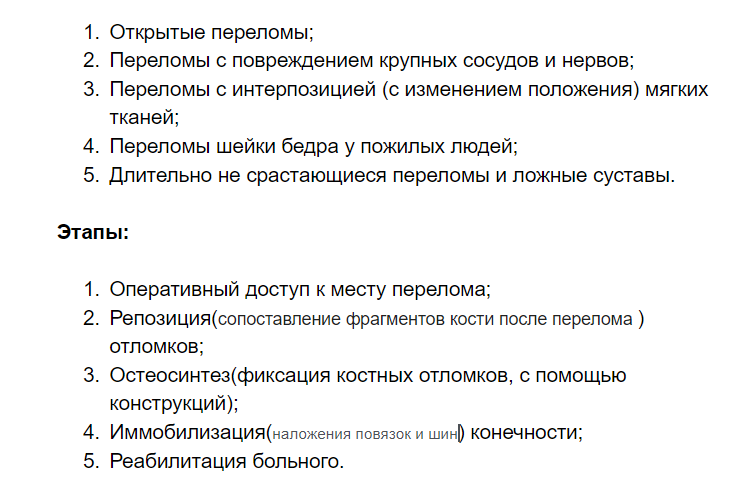 1. Открытые переломы;
2. Переломы с повреждением крупных сосудов и нервов;
3. Переломы с интерпозицией (с изменением положения) мягких
тканей;
4. Переломы шейки бедра у пожилых людей;
5. Длительно не срастающиеся переломы и ложные суставы.
Этапы:
1. Оперативный доступ к месту перелома;
2. Репозиция(сопоставление фрагментов кости после перелома )
отломков;
3. Остеосинтез(фиксация костных отломков, с помощью
конструкций);
4. Иммобилизация(наложения повязок и шин) конечности;
5. Реабилитация больного.